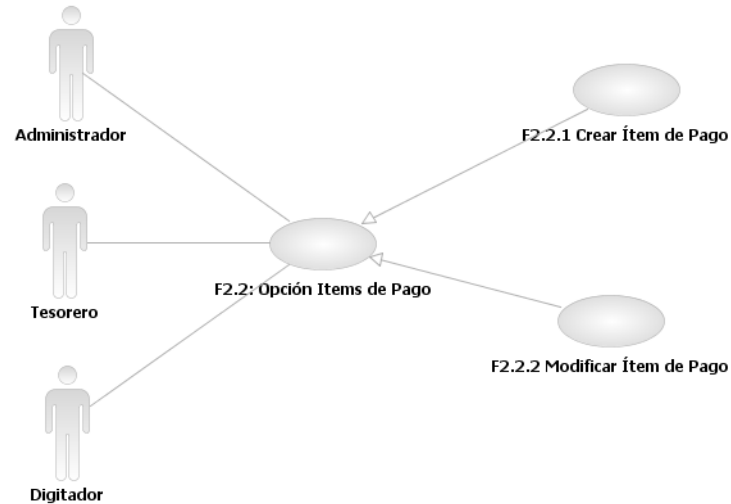 Administrador
F2.2.1 Crear Ítem de Pago
F2.2: Opción Items de Pago
Tesorero
F2.2.2 Modificar Ítem de Pago
Digitador